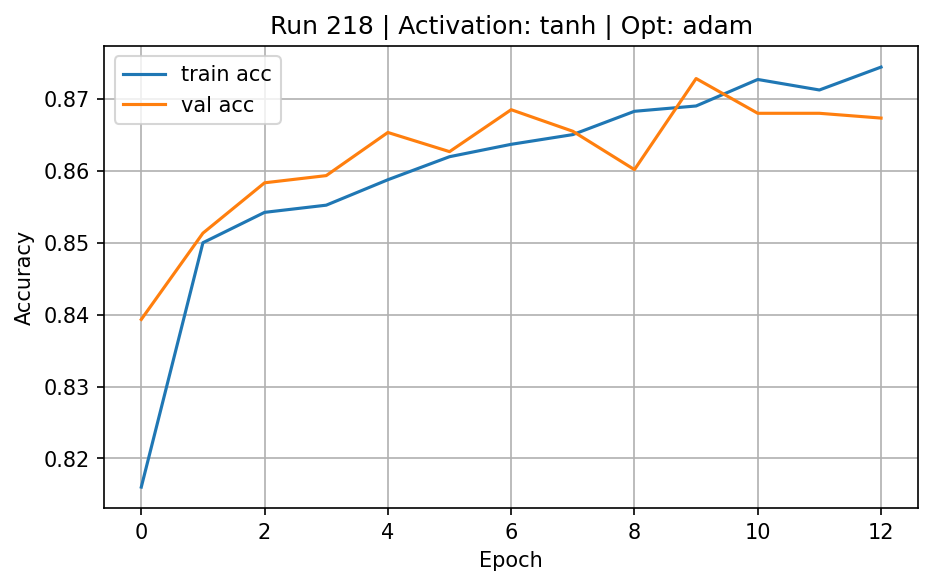 Run 218 | Activation: tanh | Opt: adam
train acc
val acc
0.87
0.86
0.85
0.84
0.83
0.82
Accuracy
0 2 4 6 8 10 12
Epoch